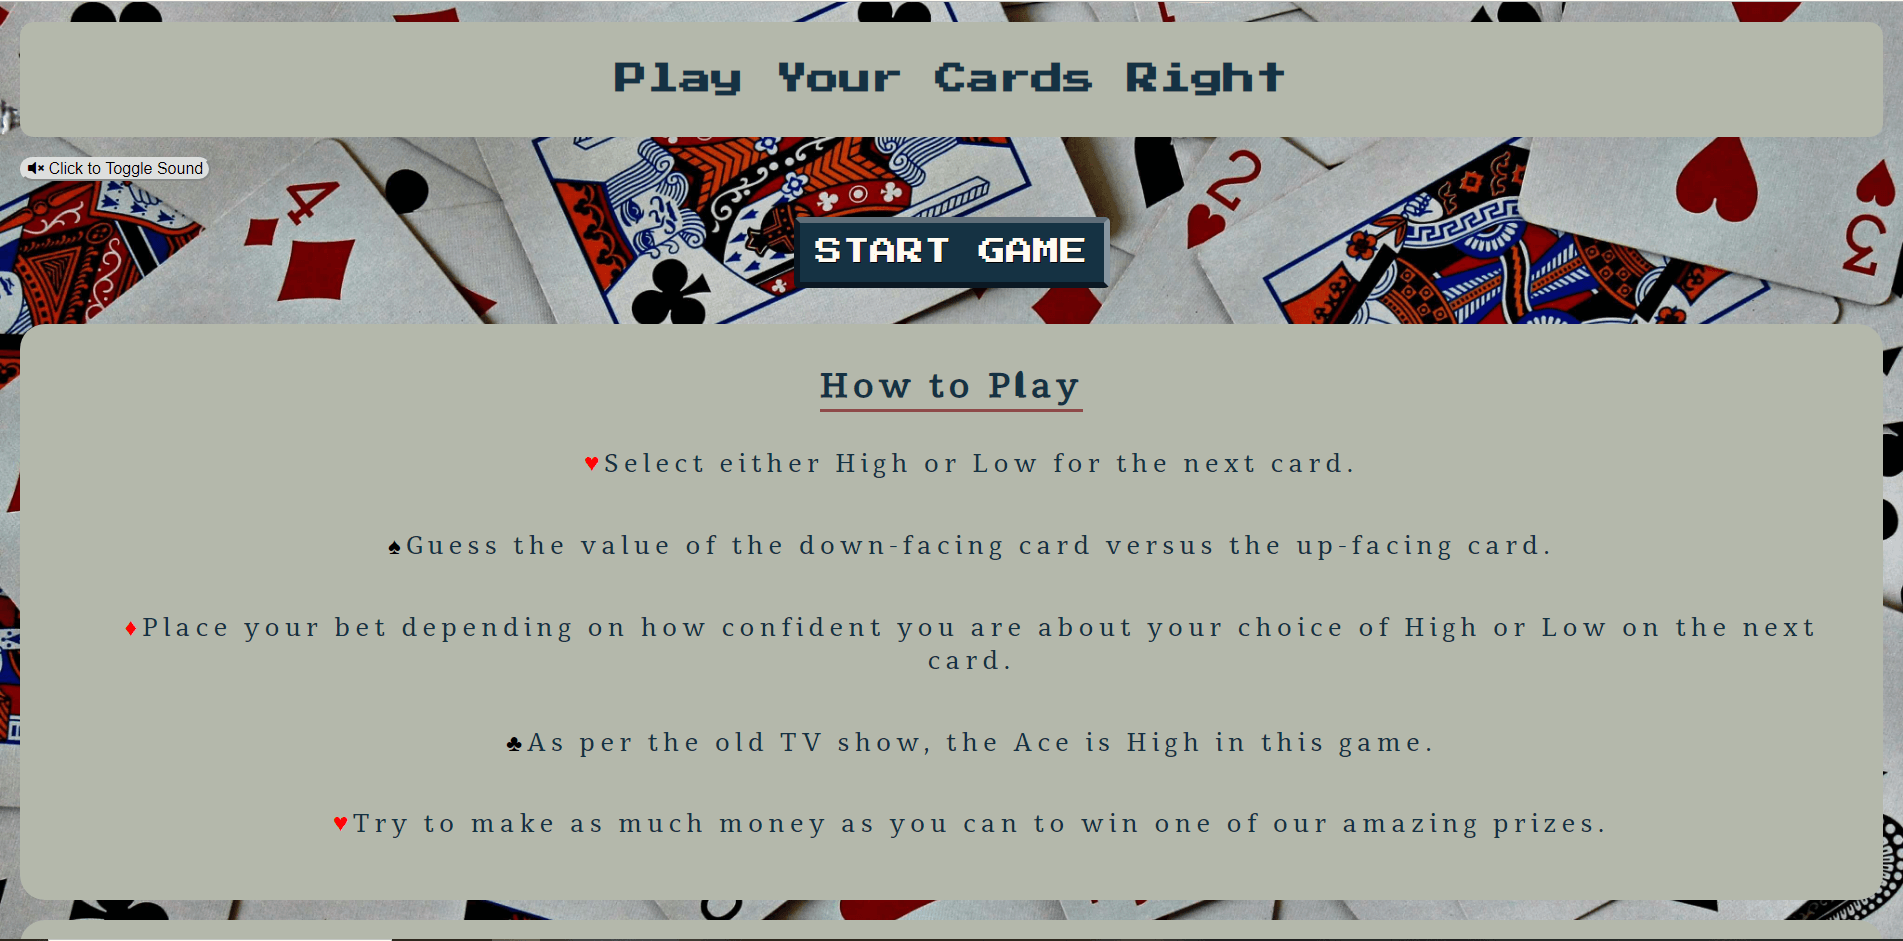 Play Your Cards Right
Click to Toggle Sound
4
2
3
START GAME
How to Play
♥Select either High or Low for the next card.
♠Guess the value of the down-facing card versus the up-facing card.
♦Place your bet depending on how confident you are about your choice of High or Low on the next
card.
♣As per the old TV show, the Ace is High in this game.
♥Try to make as much money as you can to win one of our amazing prizes.